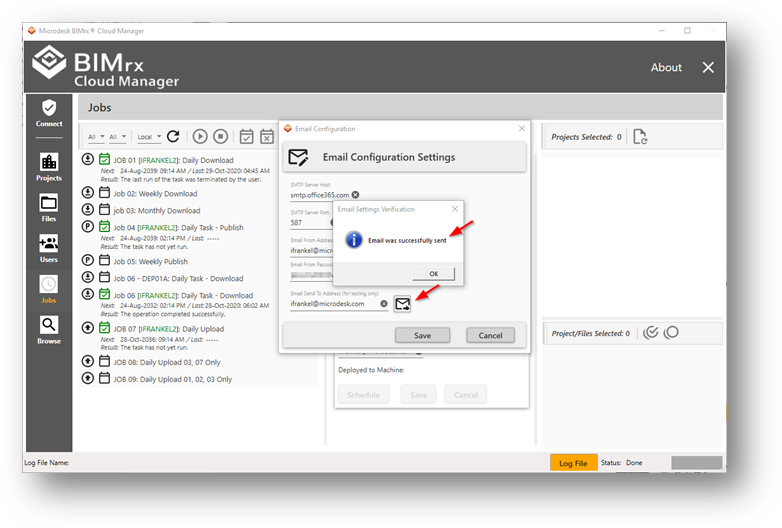 Microdesk BIMrx® Cloud Manager
BIMrx
Cloud Manager
About
Connect
Projects
Files
Users
Jobs
Browse
Jobs
All All Local
JOB 01 [IFRANKEL2]: Daily Download
Next: 24-Aug-2039: 09:14 AM / Last:29-Oct-2020: 04:45 AM
Result: The last run of the task was terminated by the user.
Job 02: Weekly Download
job 03: Monthly Download
Job 04 [IFRANKEL2]: Daily Task - Publish
Next: 24-Aug-2039: 02:14 PM / Last: -----
Result: The task has not yet run.
Job 05: Weekly Publish
Job 06 - DEP01A: Daily Task - Download
Job 06 [IFRANKEL2]: Daily Task - Download
Next: 24-Aug-2032: 02:14 PM / Last:28-Oct-2020: 06:02 AM
Result: The operation completed successfully.
JOB 07 [IFRANKEL2]: Daily Upload
Next: 28-Oct-2036: 09:14 AM / Last: -----
Result: The task has not yet run.
JOB 08: Daily Upload 03, 07 Only
JOB 09: Daily Upload 01, 02, 03 Only
Email Configuration
Email Configuration Settings
SMTP Server Host
smtp.office365.com
SMTP Server Port
587
Email From Addre
ifrankel@micro
Email From Passw
Email Send To Address (for testing only)
ifrankel@microdesk.com
Save Cancel
Email Settings Verification
Email was successfully sent
OK
Deployed to Machine:
Schedule Save Cancel
Projects Selected: 0
Project/Files Selected: 0
Log File Name:
Log File
Status: Done